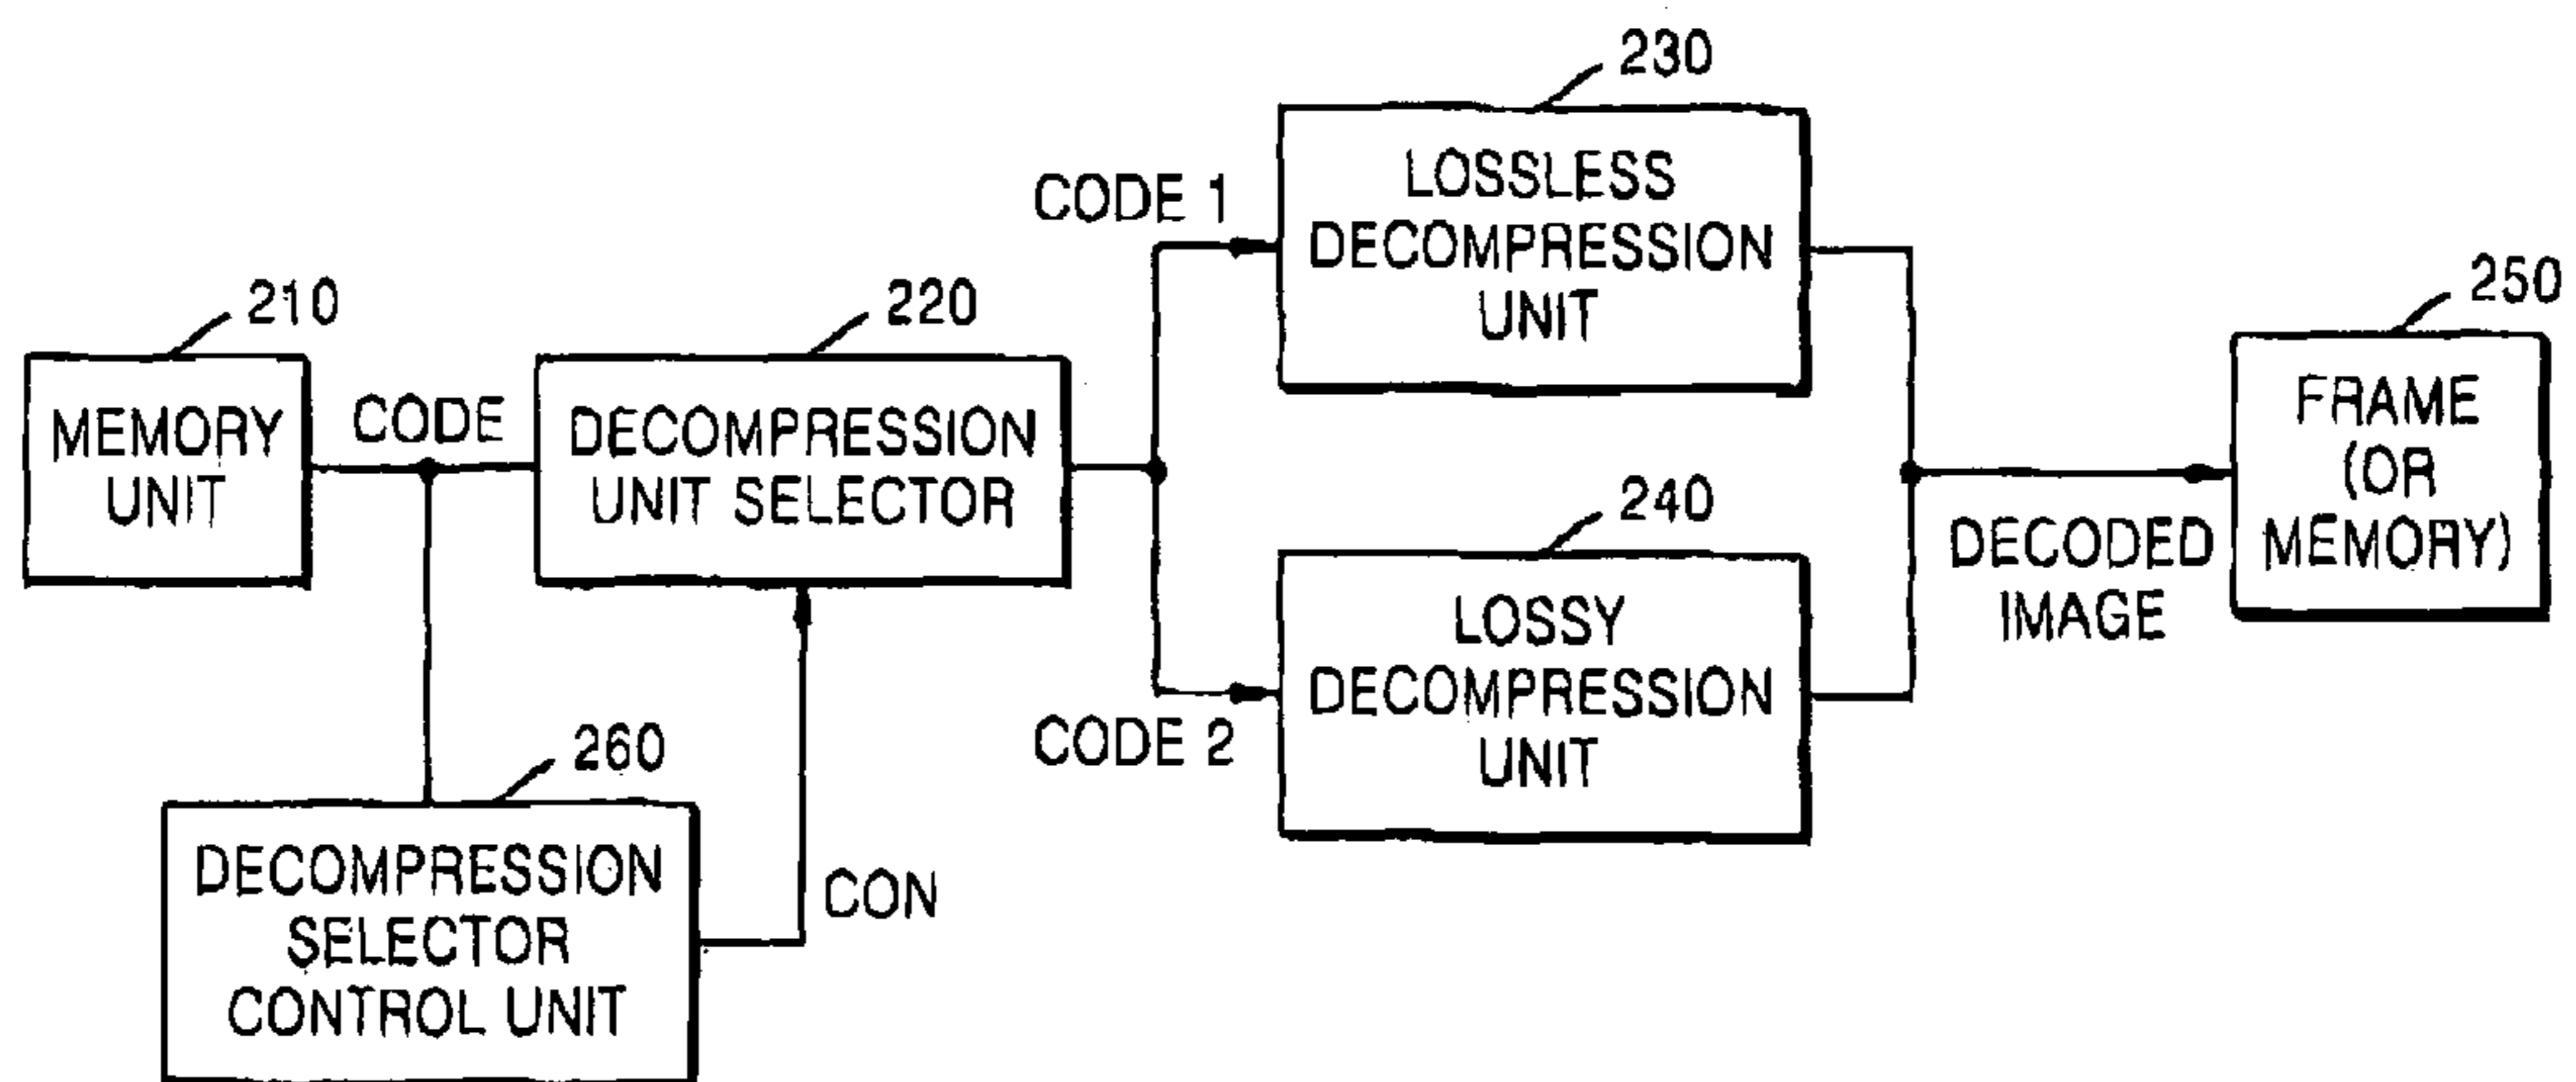 230
CODE 1
LOSSLESS
DECOMPRESSION
UNIT
210
220
250
MEMORY
UNIT
CODE
DECOMPRESSION
UNIT SELECTOR
FRAME
(OR
MEMORY)
240
DECODED
IMAGE
LOSSY
DECOMPRESSION
UNIT
CODE 2
260
DECOMPRESSION
SELECTOR
CONTROL UNIT
CON